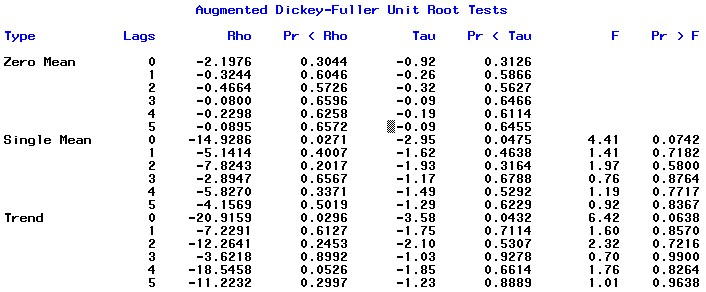 Augmented Dickey-Fuller Unit Root Tests
Type Lags Rho Pr < Rho Tau Pr < Tau F Pr > F
Zero Mean 0 -2.1976 0.3044 -0.92 0.3126
1 -0.3244 0.6046 -0.26 0.5866
2 -0.4664 0.5726 -0.32 0.5627
3 -0.0800 0.6596 -0.09 0.6466
4 -0.2298 0.6258 -0.19 0.6114
5 -0.0895 0.6572 -0.09 0.6455
Single Mean 0 -14.9286 0.0271 -2.95 0.0475 4.41 0.0742
1 -5.1414 0.4007 -1.62 0.4638 1.41 0.7182
2 -7.8243 0.2017 -1.93 0.3164 1.97 0.5800
3 -2.8947 0.6567 -1.17 0.6788 0.76 0.8764
4 -5.8270 0.3371 -1.49 0.5292 1.19 0.7717
5 -4.1569 0.5019 -1.29 0.6229 0.92 0.8367
Trend 0 -20.9159 0.0296 -3.58 0.0432 6.42 0.0638
1 -7.2291 0.6127 -1.75 0.7114 1.60 0.8570
2 -12.2641 0.2453 -2.10 0.5307 2.32 0.7216
3 -3.6218 0.8992 -1.03 0.9278 0.70 0.9900
4 -18.5458 0.0526 -1.85 0.6614 1.76 0.8264
5 -11.2232 0.2997 -1.23 0.8889 1.01 0.9638